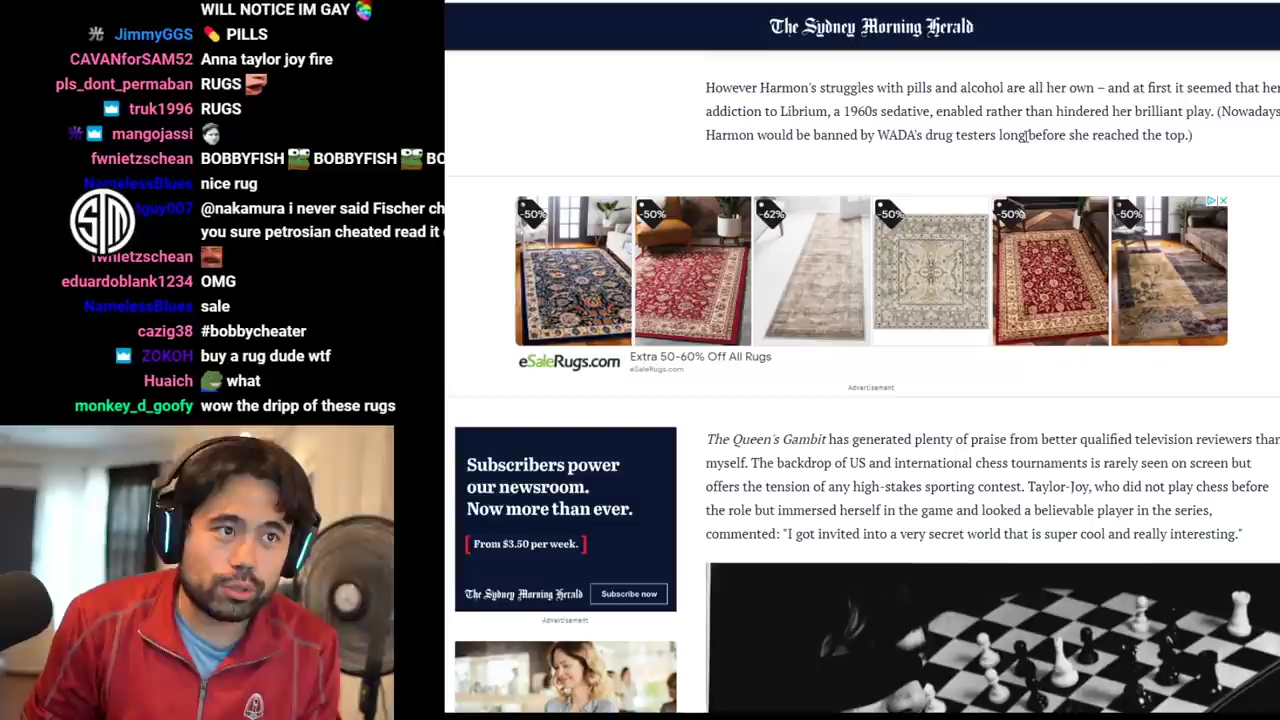 WILL NOTICE IM GAY
JimmyGGS PILLS
CAVANforSAM52 Anna taylor joy fire
pls_dont_permaban RUGS
truk1996 RUGS
mangojassi
fwnietzschean BOBBYFISH BOBBYFISH BO
NamelessBlues nice rug
tguy007 @nakamura i never said Fischer ch
you sure petrosian cheated read it
fwnietzschean
eduardoblank1234 OMG
NamelessBlues sale
cazig38 #bobbycheater
ZOKOH buy a rug dude wtf
Huaich what
monkey_d_goofy wow the dripp of these rugs
TSM
The Sydney Morning Herald
However Harmon's struggles with pills and alcohol are all her own – and at first it seemed that her
addiction to Librium, a 1960s sedative, enabled rather than hindered her brilliant play. (Nowadays
Harmon would be banned by WADA's drug testers long before she reached the top.)
-50% -50% -62% -50% -50% -50%
eSaleRugs.com
Extra 50-60% Off All Rugs
eSaleRugs.com
Advertisement
The Queen's Gambit has generated plenty of praise from better qualified television reviewers than
myself. The backdrop of US and international chess tournaments is rarely seen on screen but
offers the tension of any high-stakes sporting contest. Taylor-Joy, who did not play chess before
the role but immersed herself in the game and looked a believable player in the series,
commented: "I got invited into a very secret world that is super cool and really interesting."
Subscribers power
our newsroom.
Now more than ever.
[ From $3.50 per week. ]
The Sydney Morning Herald
Subscribe now
Advertisement